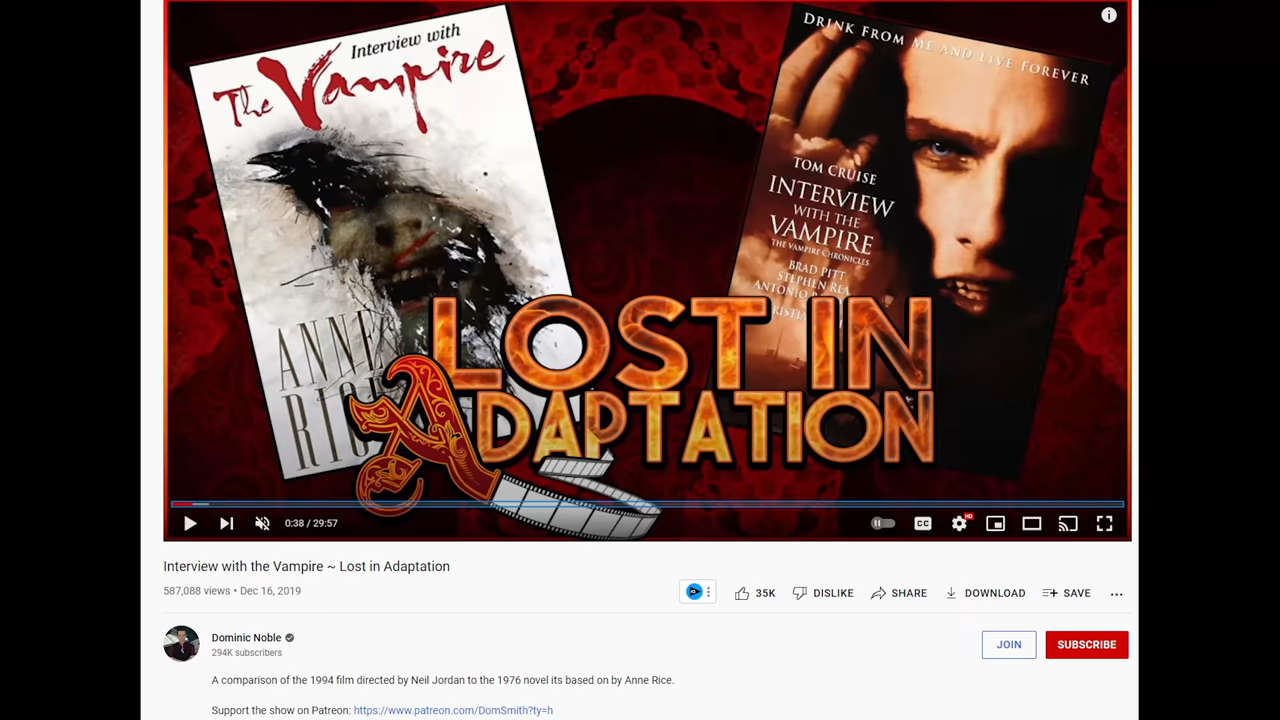 Interview with
The Vampire
ANNE
DRINK FROM ME AND LIVE FOREVER
TOM CRUISE
INTERVIEW
WITH THE
VAMPIRE
THE VAMPIRE CHRONICLES
BRAD PITT
STEPHEN REA
ANTONIO
LOST IN
ADAPTATION
0:38 / 29:57
CC
HD
Interview with the Vampire ~ Lost in Adaptation
587,088 views • Dec 16, 2019
35K
DISLIKE
SHARE
DOWNLOAD
SAVE
Dominic Noble
294K subscribers
JOIN
SUBSCRIBE
A comparison of the 1994 film directed by Neil Jordan to the 1976 novel its based on by Anne Rice.
Support the show on Patreon: https://www.patreon.com/DomSmith?ty=h